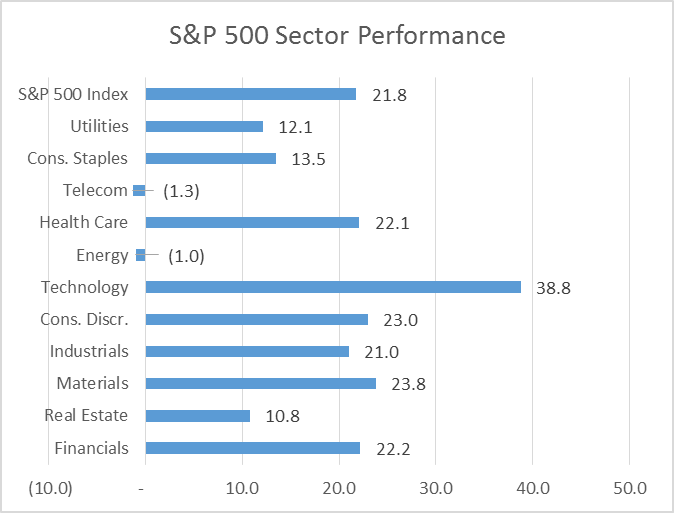 S&P 500 Sector Performance
S&P 500 Index 21.8
Utilities 12.1
Cons. Staples 13.5
Telecom (1.3)
Health Care 22.1
Energy (1.0)
Technology 38.8
Cons. Discr. 23.0
Industrials 21.0
Materials 23.8
Real Estate 10.8
Financials 22.2
(10.0) - 10.0 20.0 30.0 40.0 50.0